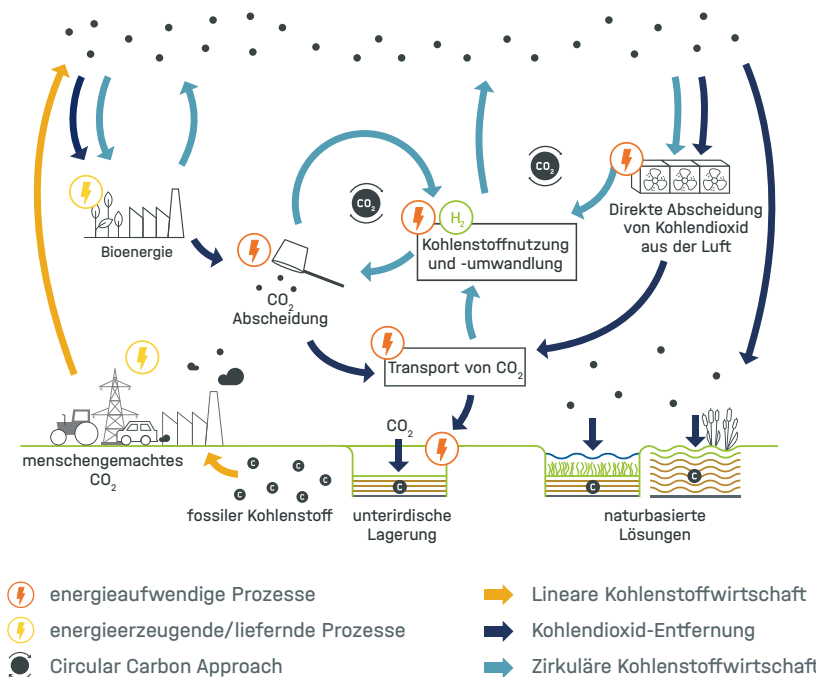 CO2
CO2
H2
Direkte Abscheidung
von Kohlendioxid
aus der Luft
Kohlenstoffnutzung
und -umwandlung
Bioenergie
CO2
Abscheidung
Transport von CO2
CO2
menschengemachtes
CO2
C
C
C
C
C
C
C
C
C
fossiler Kohlenstoff
unterirdische
Lagerung
naturbasierte
Lösungen
energieaufwendige Prozesse
energieerzeugende/liefernde Prozesse
Circular Carbon Approach
Lineare Kohlenstoffwirtschaft
Kohlendioxid-Entfernung
Zirkuläre Kohlenstoffwirtschaft